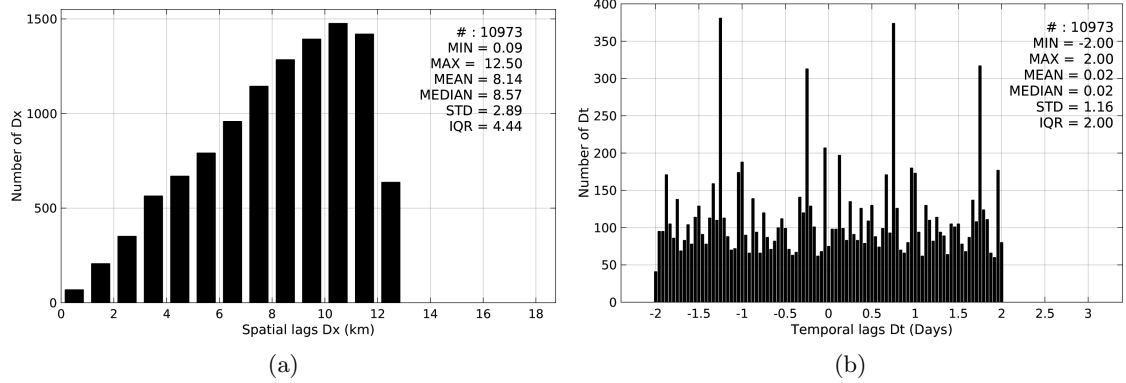 1500
1000
500
0
Number of Dx
# : 10973
MIN = 0.09
MAX = 12.50
MEAN = 8.14
MEDIAN = 8.57
STD = 2.89
IQR = 4.44
0 2 4 6 8 10 12 14 16 18
Spatial lags Dx (km)
(a)
400
350
300
250
200
150
100
50
0
Number of Dt
# : 10973
MIN = -2.00
MAX = 2.00
MEAN = 0.02
MEDIAN = 0.02
STD = 1.16
IQR = 2.00
-2 -1.5 -1 -0.5 0 0.5 1 1.5 2 2.5 3
Temporal lags Dt (Days)
(b)